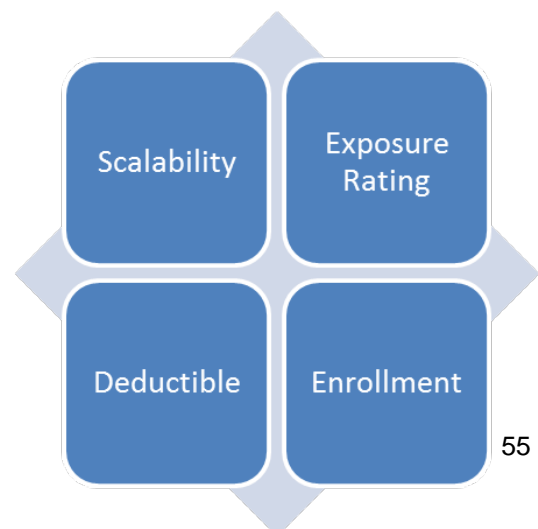 Scalability
Exposure
Rating
Deductible
Enrollment
55